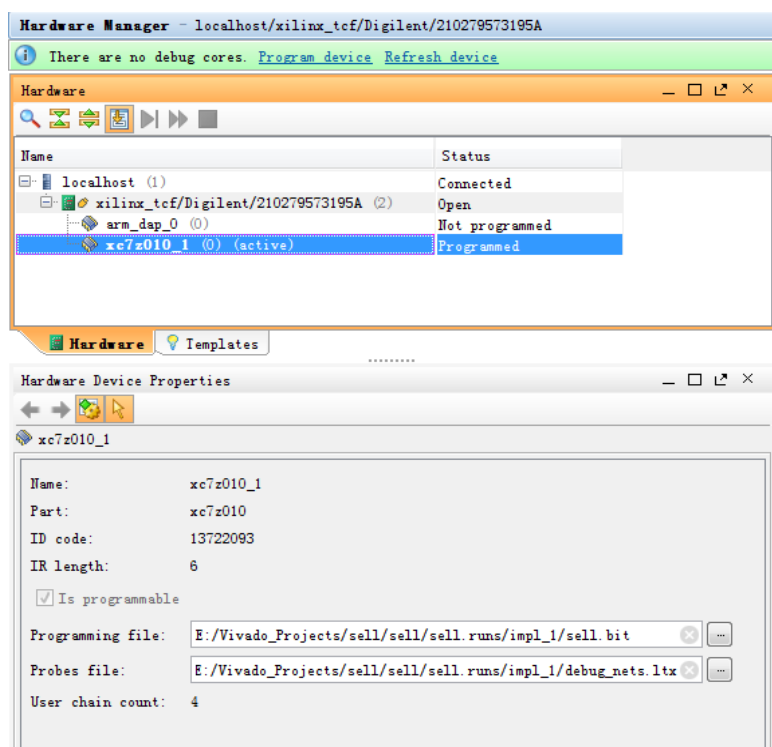 Hardware Manager - localhost/xilinx_tcf/Digilent/210279573195A
There are no debug cores. Program device Refresh device
Hardware
Name Status
localhost (1) Connected
xilinx_tcf/Digilent/210279573195A (2) Open
arm_dap_0 (0) Not programmed
xc7z010_1 (0) (active) Programmed
Hardware Templates
Hardware Device Properties
xc7z010_1
Name: xc7z010_1
Part: xc7z010
ID code: 13722093
IR length: 6
Is programmable
Programming file: E:/Vivado_Projects/sell/sell/sell.runs/impl_1/sell.bit ...
Probes file: E:/Vivado_Projects/sell/sell/sell.runs/impl_1/debug_nets.ltx ...
User chain count: 4